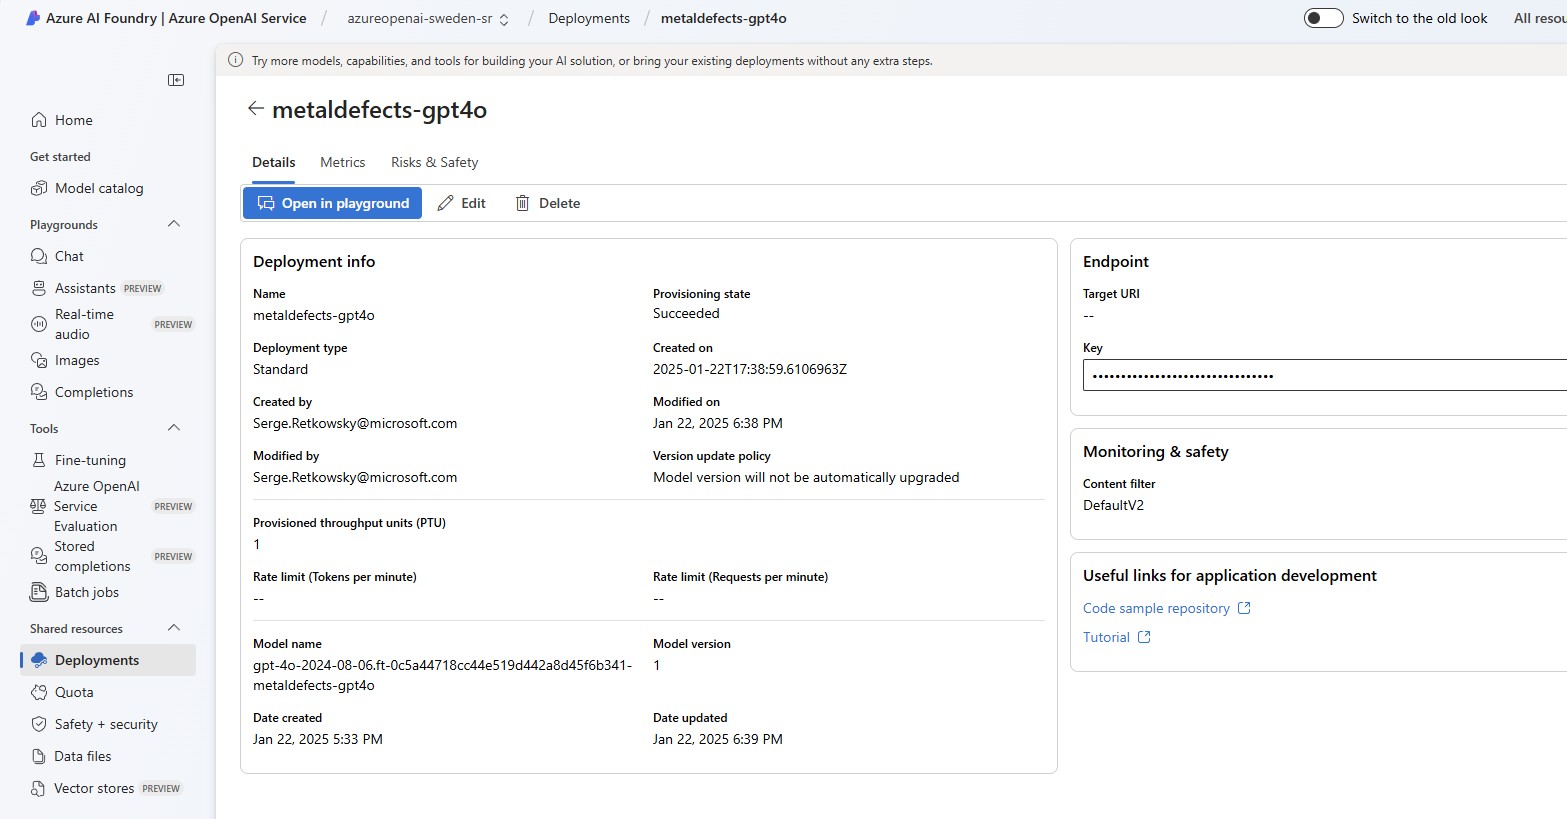 Azure AI Foundry | Azure OpenAI Service / azureopenai-sweden-sr / Deployments / metaldefects-gpt4o
Switch to the old look
All resou
Try more models, capabilities, and tools for building your AI solution, or bring your existing deployments without any extra steps.
Home
Get started
Model catalog
Playgrounds
Chat
Assistants PREVIEW
Real-time
audio
PREVIEW
Images
Completions
Tools
Fine-tuning
Azure OpenAI
Service
Evaluation
PREVIEW
Stored
completions
PREVIEW
Batch jobs
Shared resources
Deployments
Quota
Safety + security
Data files
Vector stores PREVIEW
metaldefects-gpt4o
Details Metrics Risks & Safety
Open in playground Edit Delete
Deployment info
Name
metaldefects-gpt4o
Provisioning state
Succeeded
Deployment type
Standard
Created on
2025-01-22T17:38:59.6106963Z
Created by
Serge.Retkowsky@microsoft.com
Modified on
Jan 22, 2025 6:38 PM
Modified by
Serge.Retkowsky@microsoft.com
Version update policy
Model version will not be automatically upgraded
Provisioned throughput units (PTU)
1
Rate limit (Tokens per minute)
--
Rate limit (Requests per minute)
--
Model name
gpt-4o-2024-08-06.ft-0c5a44718cc44e519d442a8d45f6b341-
metaldefects-gpt4o
Model version
1
Date created
Jan 22, 2025 5:33 PM
Date updated
Jan 22, 2025 6:39 PM
Endpoint
Target URI
--
Key
••••••••••••••••••••••••••••••••
Monitoring & safety
Content filter
DefaultV2
Useful links for application development
Code sample repository
Tutorial